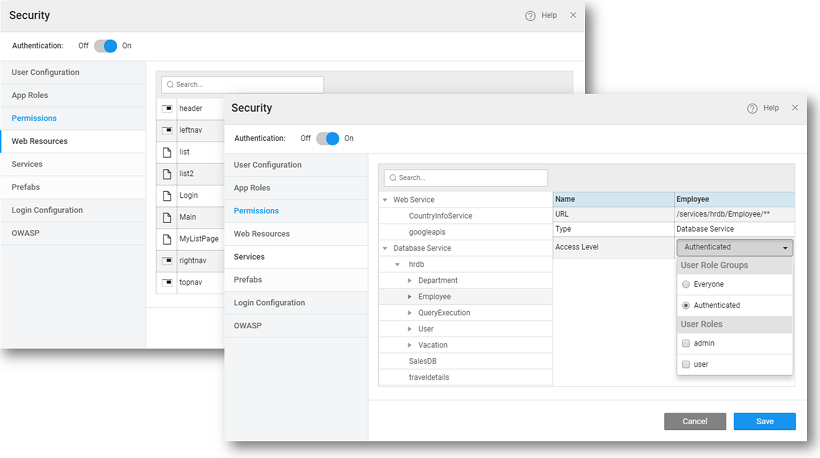 Security
Help
Authentication: Off On
User Configuration
App Roles
Permissions
Web Resources
Services
Prefabs
Login Configuration
OWASP
Search...
header
leftnav
list
list2
Login
Main
MyListPage
rightnav
topnav
Security
Help
Authentication: Off On
User Configuration
App Roles
Permissions
Web Resources
Services
Prefabs
Login Configuration
OWASP
Search...
Web Service
CountryInfoService
googleapis
Database Service
hrdb
Department
Employee
QueryExecution
User
Vacation
SalesDB
traveldetails
Name Employee
URL /services/hrdb/Employee/**
Type Database Service
Access Level Authenticated
User Role Groups
Everyone
Authenticated
User Roles
admin
user
Cancel Save